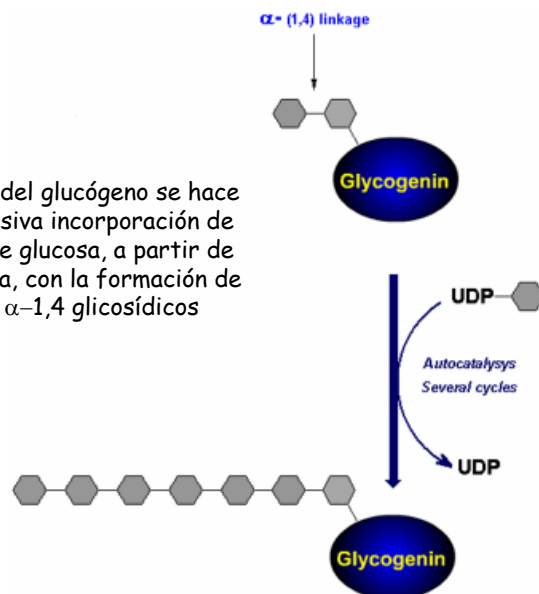 α- (1,4) linkage
Glycogenin
del glucógeno se hace
siva incorporación de
e glucosa, a partir de
a, con la formación de
α–1,4 glicosídicos
UDP
Autocatalysys
Several cycles
UDP
Glycogenin